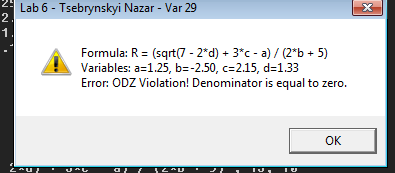 Lab 6 - Tsebrynskyi Nazar - Var 29
Formula: R = (sqrt(7 - 2*d) + 3*c - a) / (2*b + 5)
Variables: a=1.25, b=-2.50, c=2.15, d=1.33
Error: ODZ Violation! Denominator is equal to zero.
OK